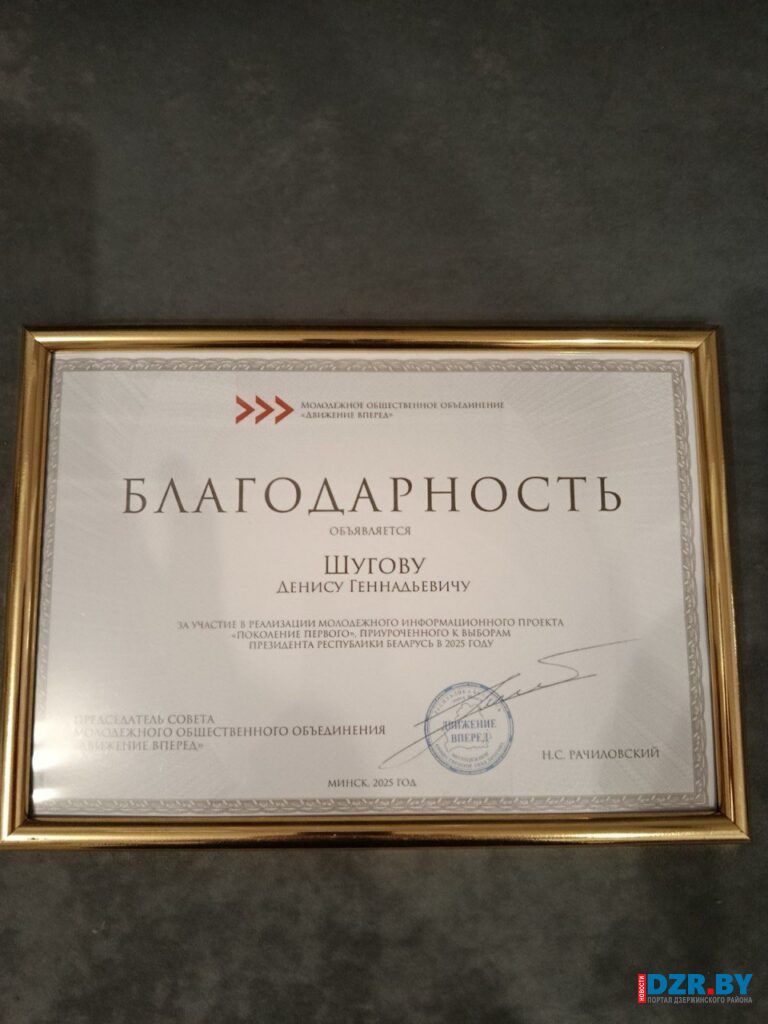 Молодежное общественное объединение
«Движение вперед»
БЛАГОДАРНОСТЬ
ОБЪЯВЛЯЕТСЯ
ШУГОВУ
ДЕНИСУ ГЕННАДЬЕВИЧУ
ЗА УЧАСТИЕ В РЕАЛИЗАЦИИ МОЛОДЕЖНОГО ИНФОРМАЦИОННОГО ПРОЕКТА
«ПОКОЛЕНИЕ ПЕРВОГО», ПРИУРОЧЕННОГО К ВЫБОРАМ
ПРЕЗИДЕНТА РЕСПУБЛИКИ БЕЛАРУСЬ В 2025 ГОДУ
ПРЕДСЕДАТЕЛЬ СОВЕТА
МОЛОДЕЖНОГО ОБЩЕСТВЕННОГО ОБЪЕДИНЕНИЯ
«ДВИЖЕНИЕ ВПЕРЕД»
ДВИЖЕНИЕ
ВПЕРЕД
Н.С. РАЧИЛОВСКИЙ
МИНСК, 2025 ГОД
НОВОСТИ
DZR.BY
ПОРТАЛ ДЗЕРЖИНСКОГО РАЙОНА